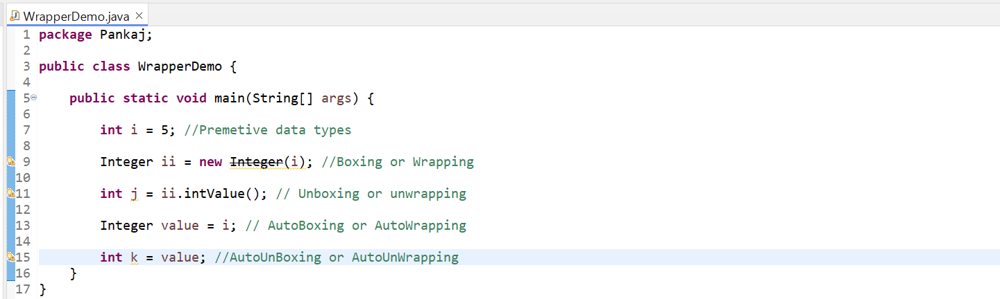 WrapperDemo.java
1 package Pankaj;
2
3 public class WrapperDemo {
4
5 public static void main(String[] args) {
6
7 int i = 5; //Premetive data types
8
9 Integer ii = new Integer(i); //Boxing or Wrapping
10
11 int j = ii.intValue(); // Unboxing or unwrapping
12
13 Integer value = i; // AutoBoxing or AutoWrapping
14
15 int k = value; //AutoUnBoxing or AutoUnWrapping
16 }
17 }